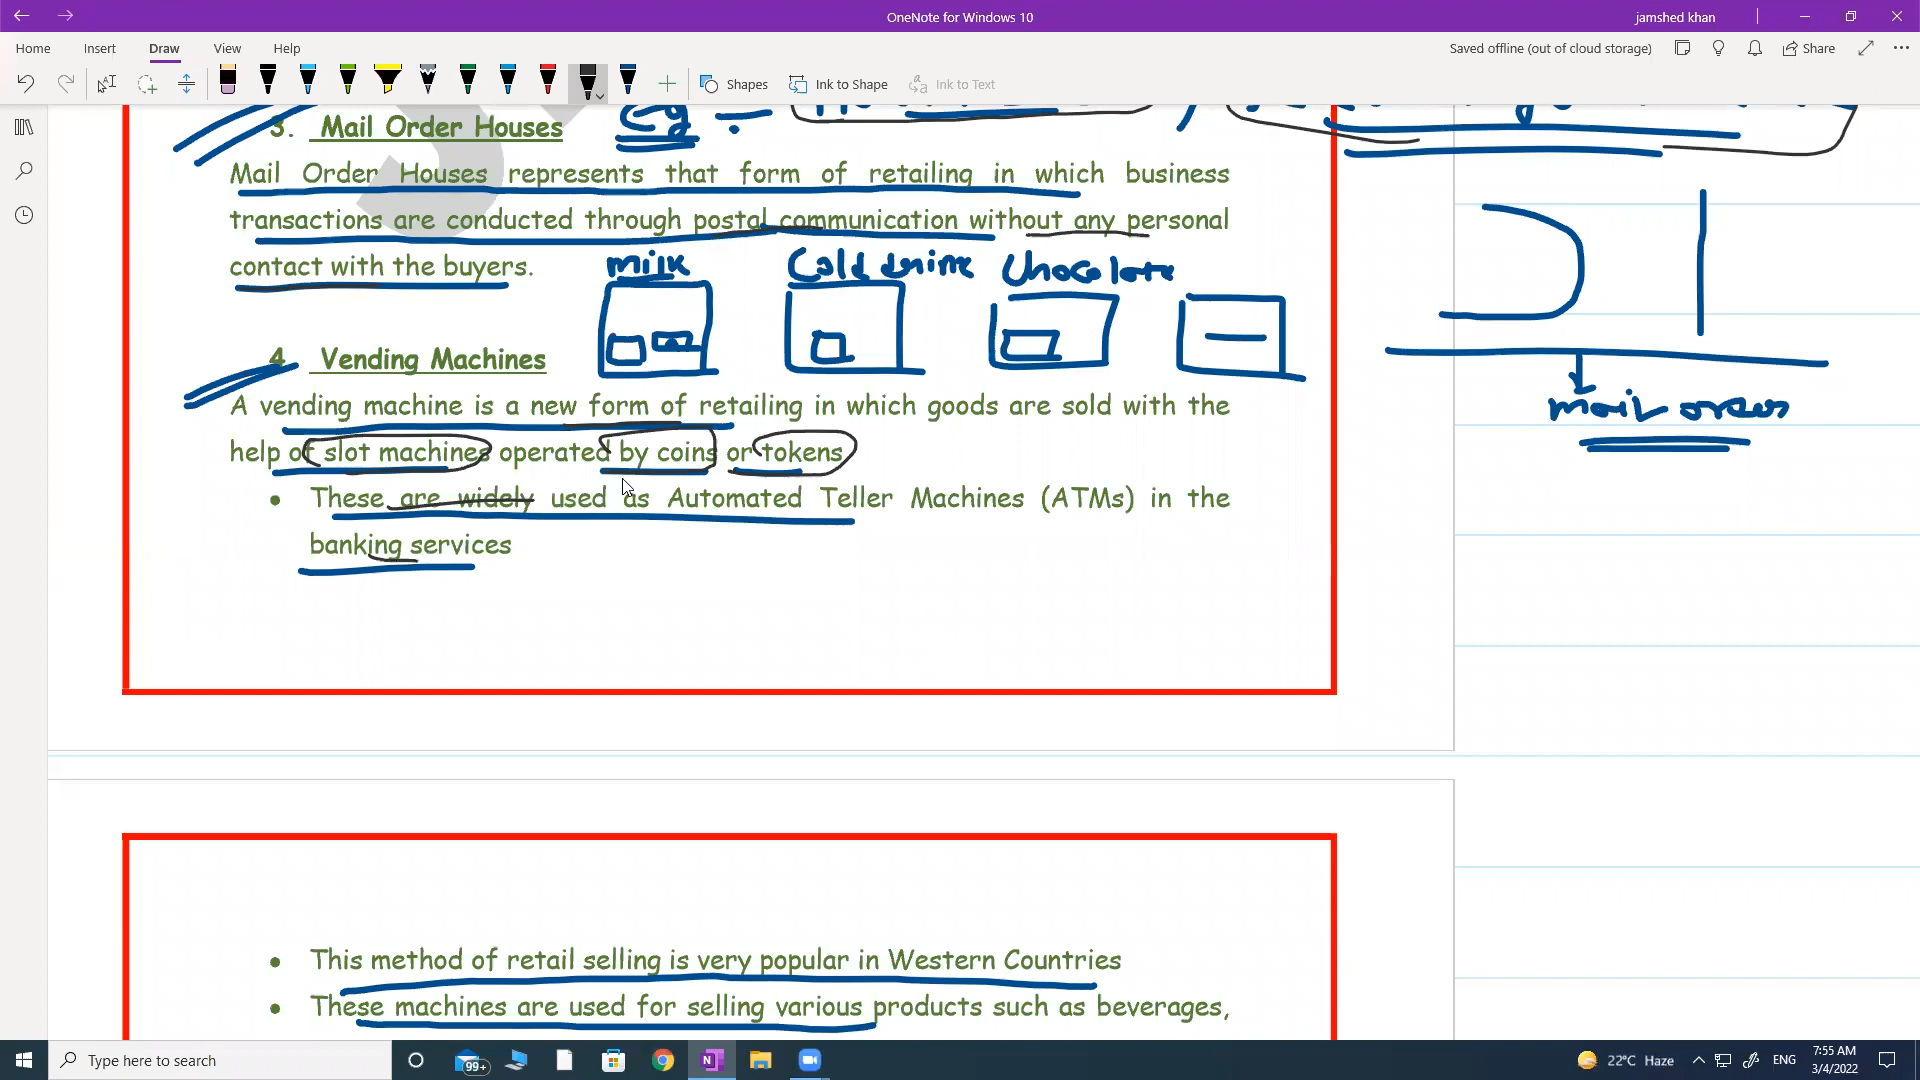 OneNote for Windows 10
jamshed khan
Home Insert Draw View Help
Saved offline (out of cloud storage)
Share
Shapes
Ink to Shape
Ink to Text
Eg
3. Mail Order Houses
Mail Order Houses represents that form of retailing in which business
transactions are conducted through postal communication without any personal
contact with the buyers.
milk
Cold drink
Chocolate
4 Vending Machines
A vending machine is a new form of retailing in which goods are sold with the
help of slot machines operated by coins or tokens
• These are widely used as Automated Teller Machines (ATMs) in the
banking services
mail order
• This method of retail selling is very popular in Western Countries
• These machines are used for selling various products such as beverages,
Type here to search
99+
22°C Haze
ENG
7:55 AM
3/4/2022